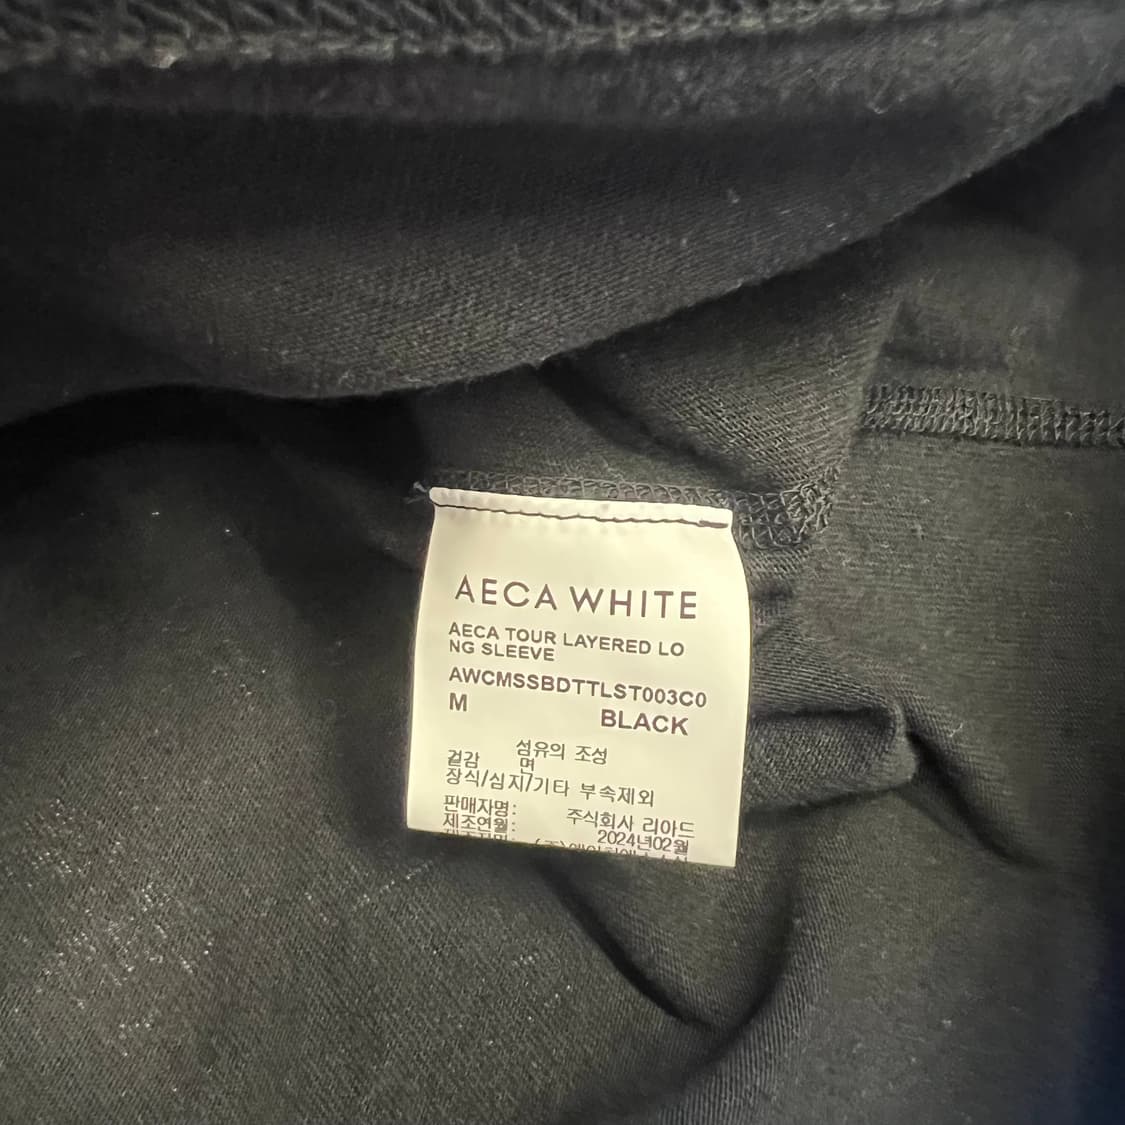 AECA WHITE
AECA TOUR LAYERED LO
NG SLEEVE
AWCMSSBDTTLST003C0
M BLACK
섬유의 조성
겉감 면
장식/심지/기타 부속제외
판매자명: 주식회사 리아드
제조연월: 2024년02월